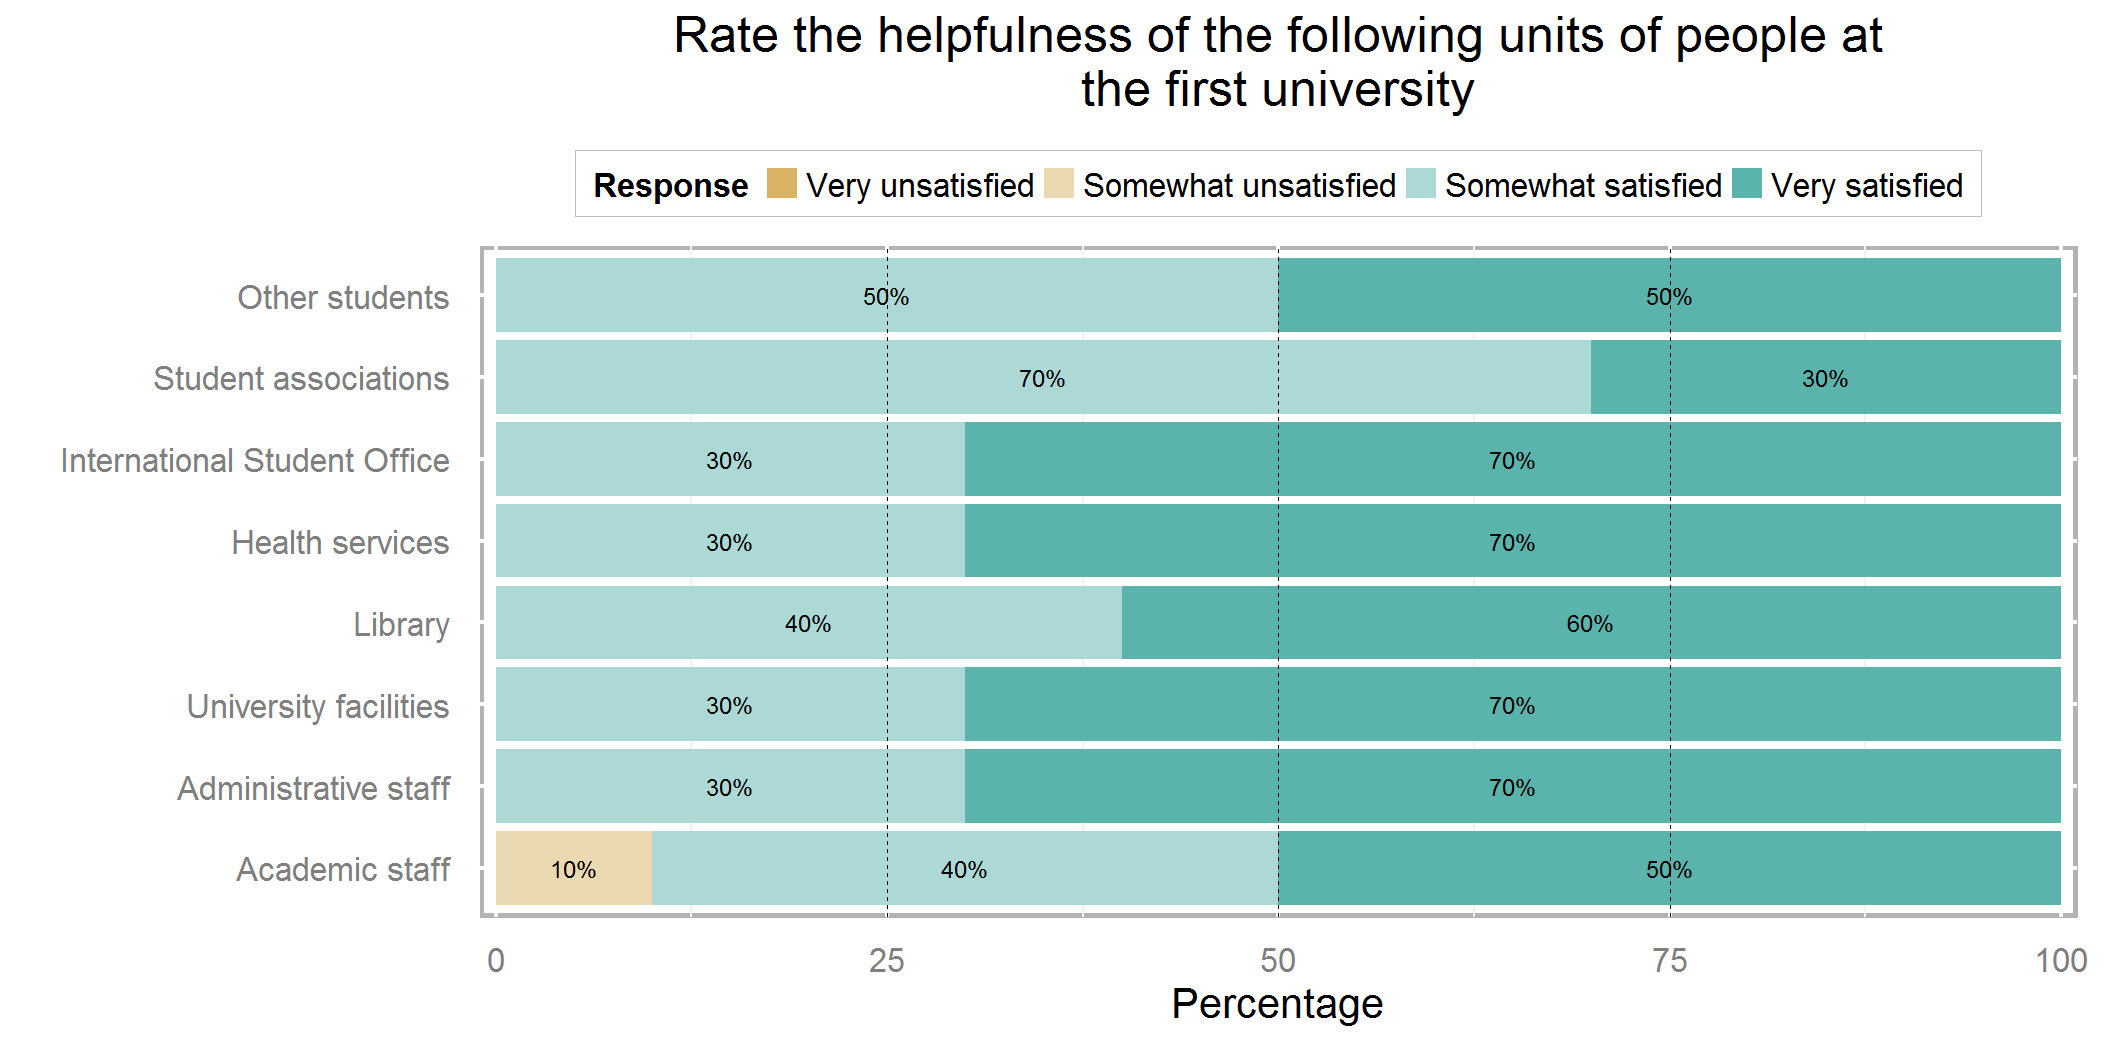 Rate the helpfulness of the following units of people at
the first university
Response Very unsatisfied Somewhat unsatisfied Somewhat satisfied Very satisfied
Other students 50% 50%
Student associations 70% 30%
International Student Office 30% 70%
Health services 30% 70%
Library 40% 60%
University facilities 30% 70%
Administrative staff 30% 70%
Academic staff 10% 40% 50%
0 25 50 75 100
Percentage